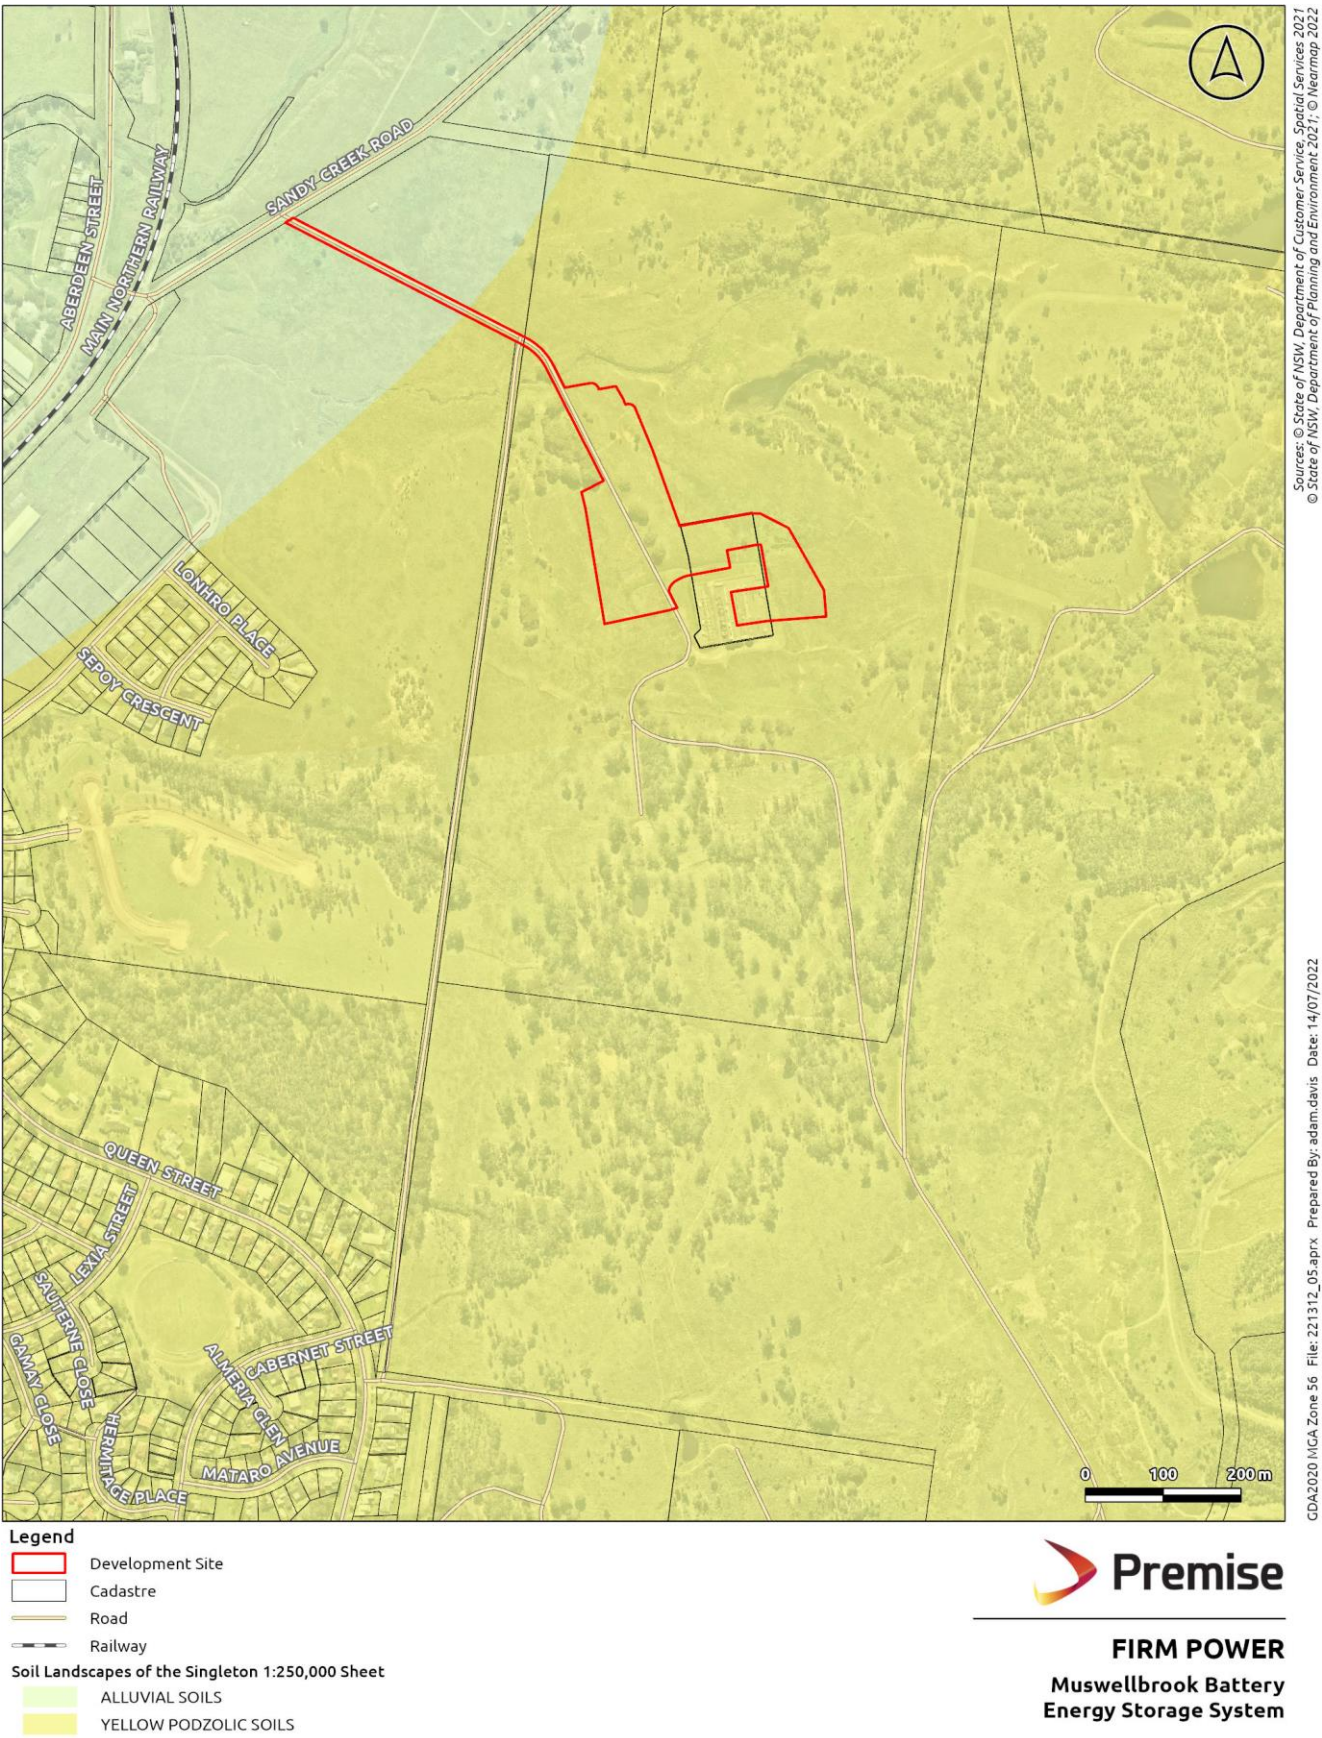 Sources: © State of NSW, Department of Customer Service, Spatial Services 2021
© State of NSW, Department of Planning and Environment 2021; © Nearmap 2022
SANDY CREEK ROAD
ABERDEEN STREET
MAIN NORTHERN RAILWAY
LONHRO PLACE
SEPOY CRESCENT
QUEEN STREET
LEXIA STREET
SAUTERNE CLOSE
GAMAY CLOSE
CABERNET STREET
ALMERIA GLEN
HERMITAGE PLACE
MATARO AVENUE
0 100 200 m
GDA2020 MGA Zone 56 File: 221312_05.aprx Prepared By: adam.davis Date: 14/07/2022
Legend
Development Site
Cadastre
Road
Railway
Soil Landscapes of the Singleton 1:250,000 Sheet
ALLUVIAL SOILS
YELLOW PODZOLIC SOILS
Premise
FIRM POWER
Muswellbrook Battery
Energy Storage System